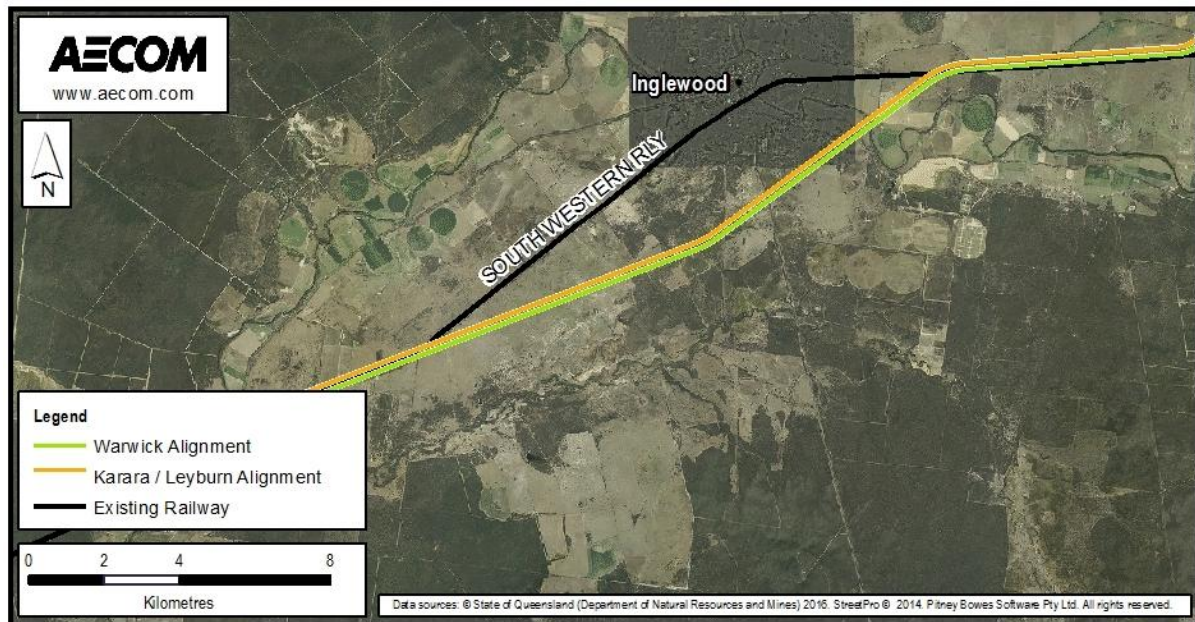 AECOM
www.aecom.com
N
Inglewood
SOUTH WESTERN RLY
Legend
Warwick Alignment
Karara / Leyburn Alignment
Existing Railway
0 2 4 8
Kilometres
Data sources: © State of Queensland (Department of Natural Resources and Mines) 2016. StreetPro © 2014 Pitney Bowes Software Pty Ltd. All rights reserved.